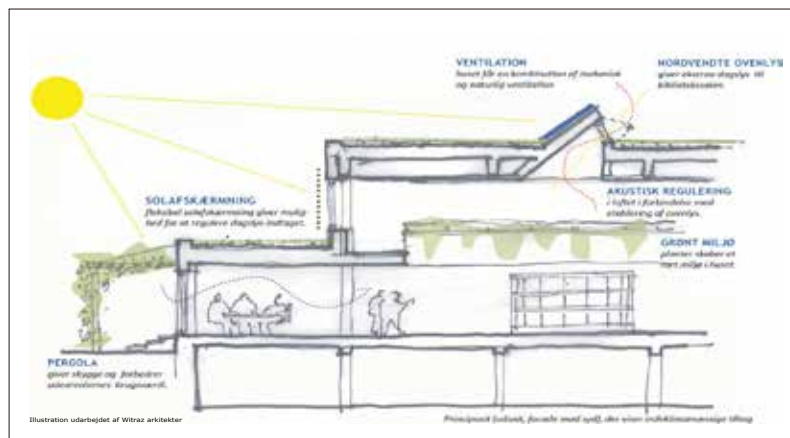 VENTILATION
huset får en kombination af mekanisk
og naturlig ventilation
NORDVENDTE OVENLYS
giver ekstra dagslys til
bibliotekssalen.
SOLAFSKÆRMNING
fleksibel solafskærmning giver mulig-
hed for at regulere dagslys indtaget.
AKUSTISK REGULERING
i loftet i forbindelse med
etablering af ovenlys.
GRØNT MILJØ
planter skaber et
rart miljø i huset
PERGOLA
giver skygge og forbedrer
udearealernes brugsværdi.
Illustration udarbejdet af Witraz arkitekter
Principsnit facade mod syd), der viser indeklimamæssige tiltag